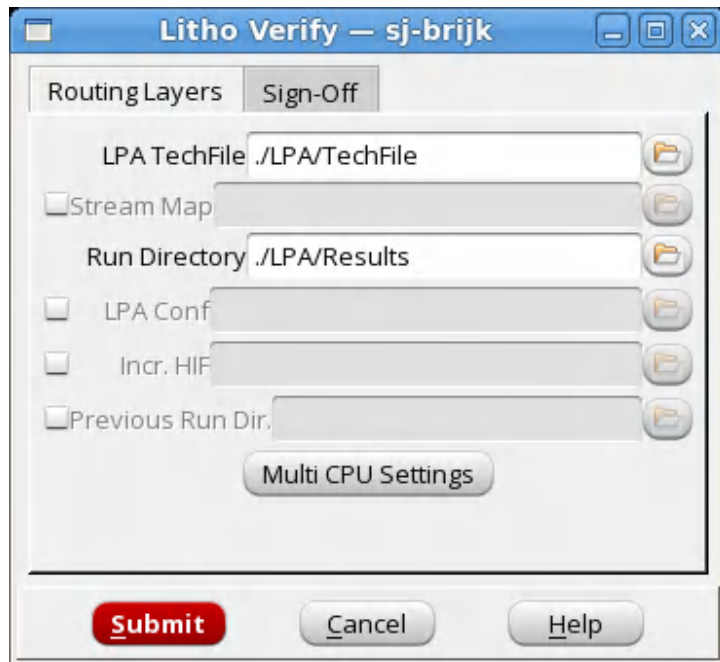 Litho Verify — sj-brijk
Routing Layers Sign-Off
LPA TechFile ./LPA/TechFile
Stream Map
Run Directory ./LPA/Results
LPA Conf
Incr. HIF
Previous Run Dir.
Multi CPU Settings
Submit Cancel Help